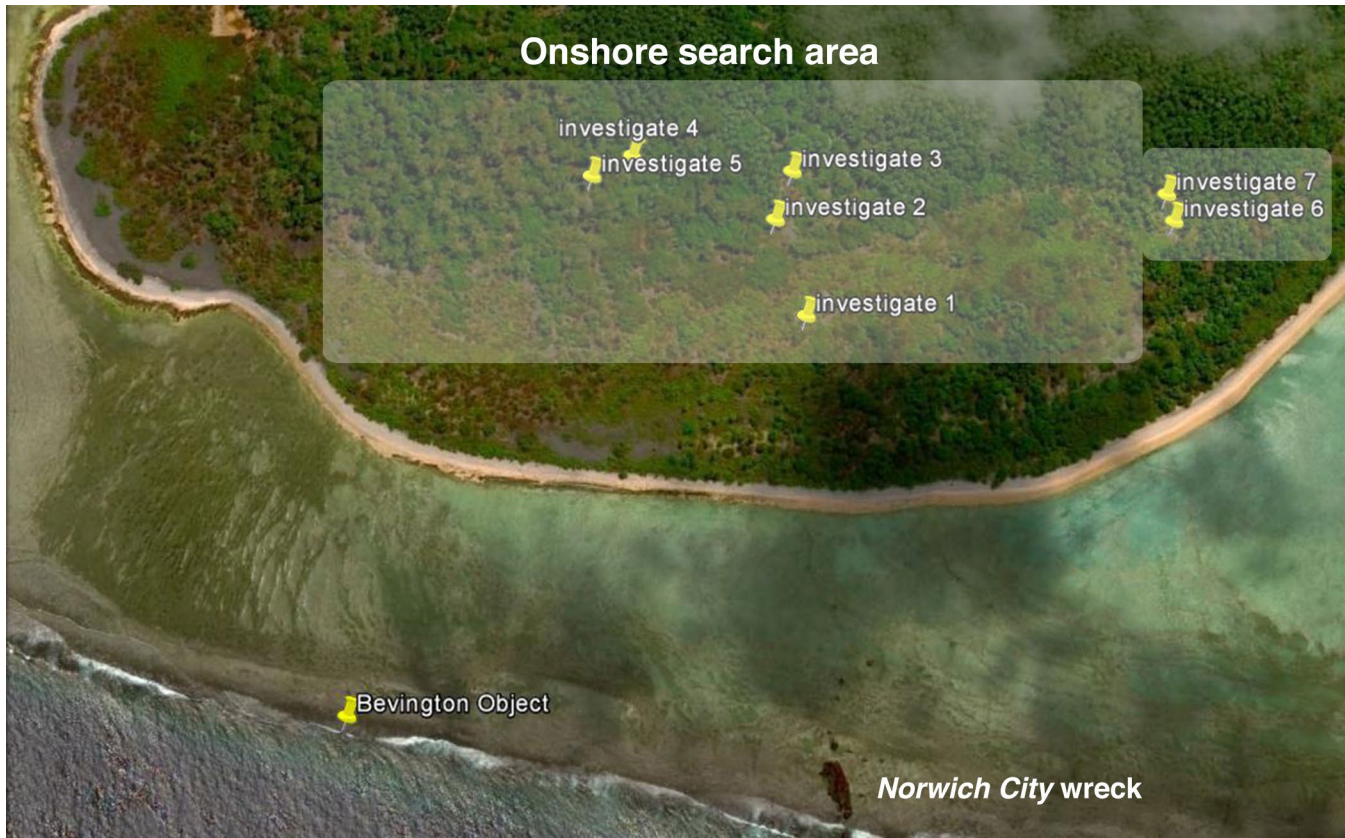 Onshore search area
investigate 4
investigate 5
investigate 3
investigate 2
investigate 7
investigate 6
investigate 1
Bevington Object
Norwich City wreck